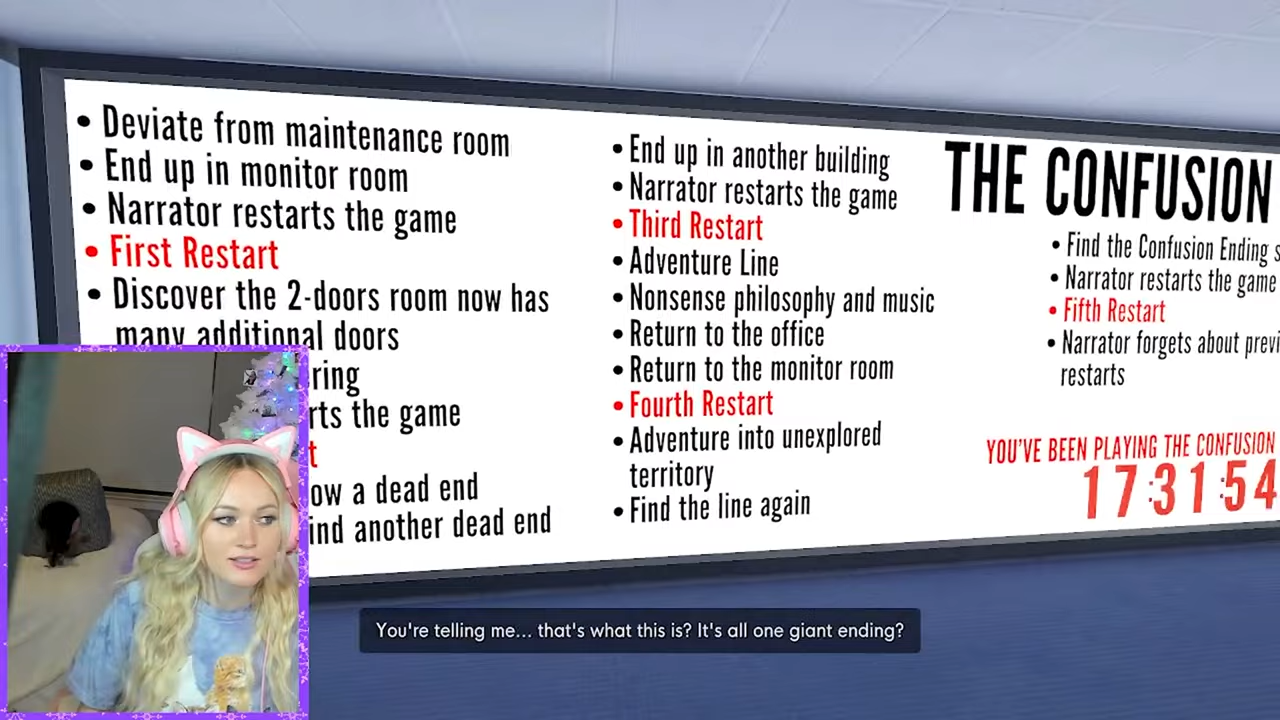 • Deviate from maintenance room
• End up in monitor room
• Narrator restarts the game
• First Restart
• Discover the 2-doors room now has
many additional doors
the game
dead end
another dead end
• End up in another building
• Narrator restarts the game
• Third Restart
• Adventure Line
• Nonsense philosophy and music
• Return to the office
• Return to the monitor room
• Fourth Restart
• Adventure into unexplored
territory
• Find the line again
THE CONFUSION
• Find the Confusion Ending
• Narrator restarts the game
• Fifth Restart
• Narrator forgets about
restarts
YOU'VE BEEN PLAYING THE CONFUSION
17:31:54
You're telling me... that's what this is? It's all one giant ending?